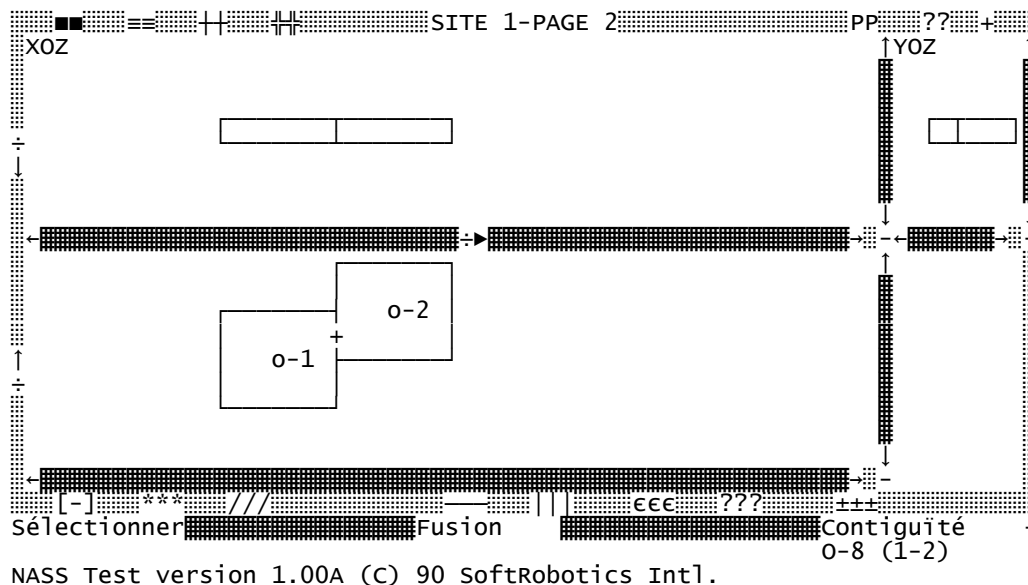 SITE 1-PAGE 2 PP ?? +
XOZ YOZ
o-2
o-1
[-] *** /// ─── ||| єєє ??? ±±±
Sélectionner Fusion Contiguïté
O-8 (1-2)
NASS Test version 1.00A (C) 90 SoftRobotics Intl.